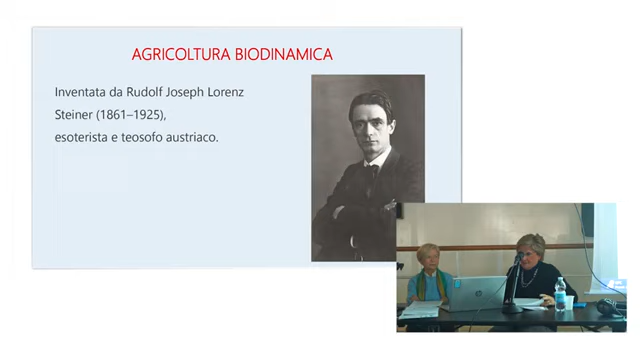 AGRICOLTURA BIODINAMICA
Inventata da Rudolf Joseph Lorenz
Steiner (1861–1925),
esoterista e teosofo austriaco.